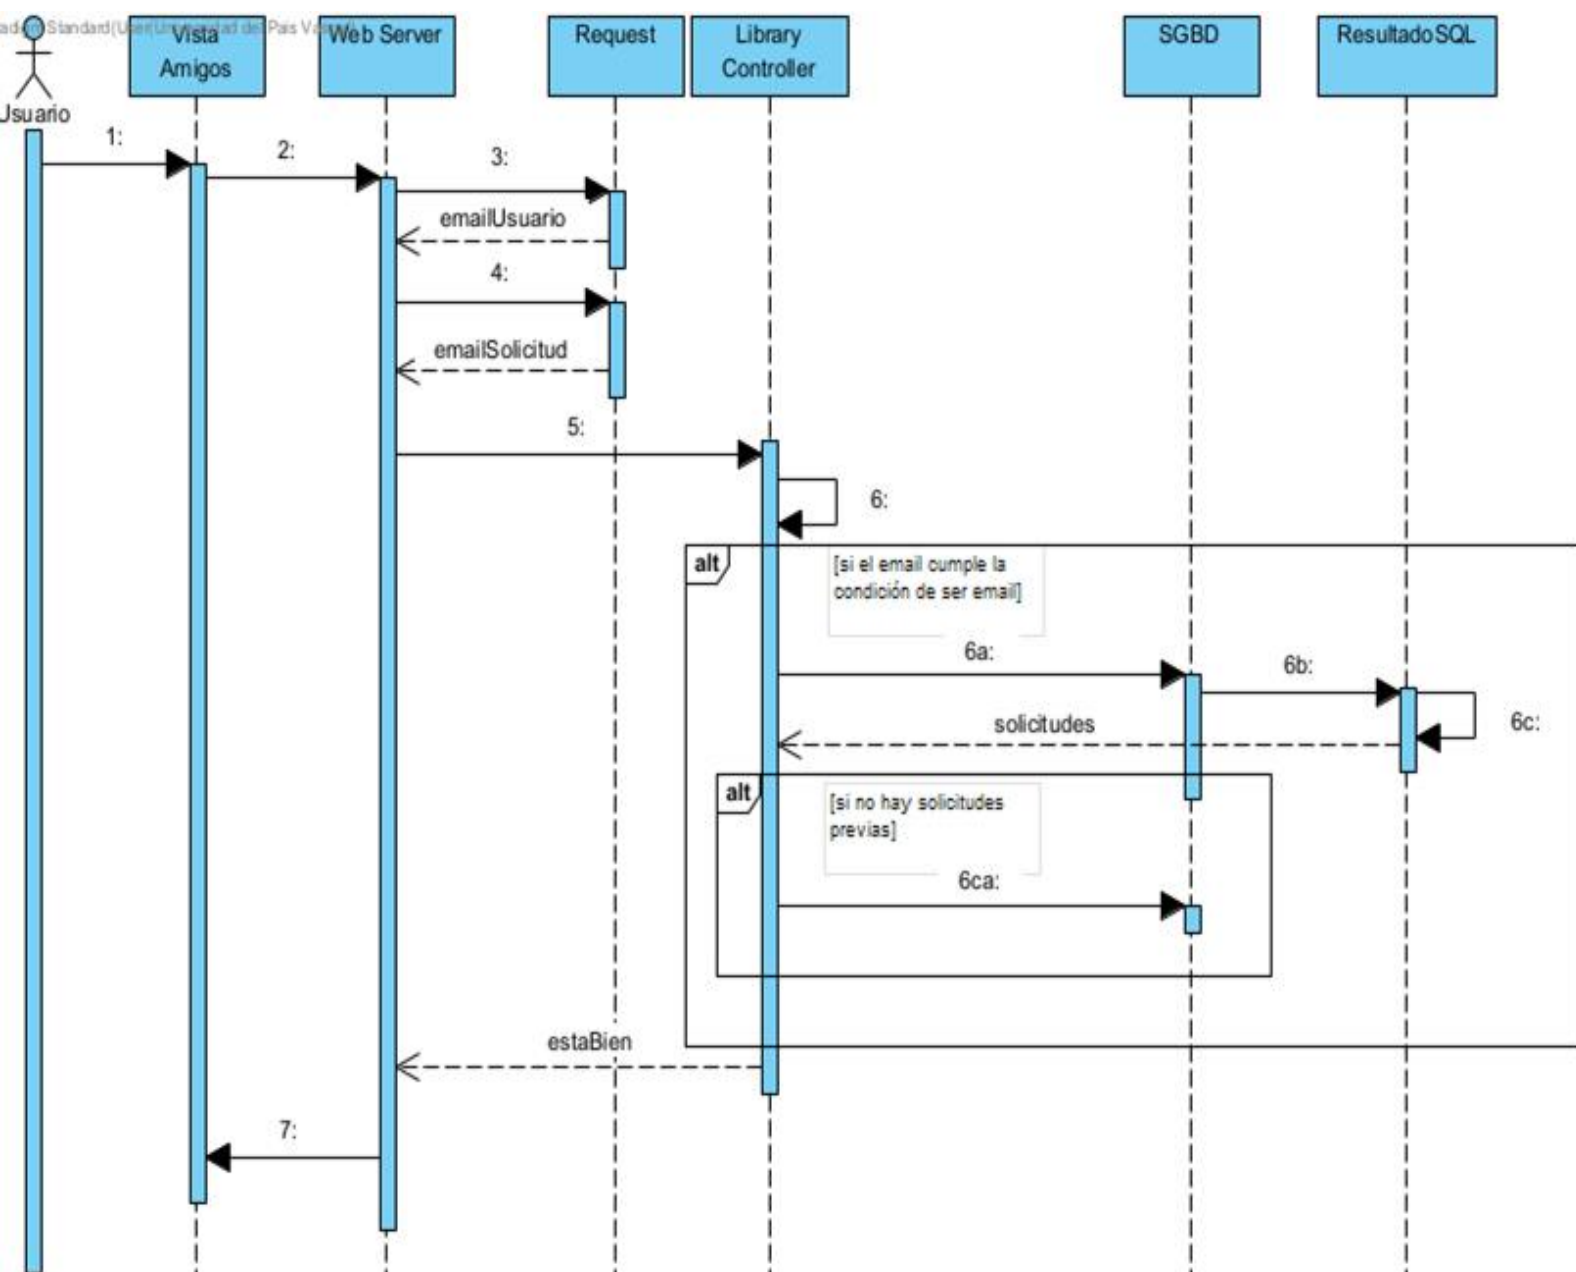 Standard(
Usuario
Vista
Amigos
Web Server
Request
Library
Controller
SGBD
ResultadoSQL
1:
2:
3:
emailUsuario
4:
emailSolicitud
5:
6:
alt
[si el email cumple la
condición de ser email]
6a:
6b:
6c:
solicitudes
alt
[si no hay solicitudes
previas]
6ca:
estaBien
7: